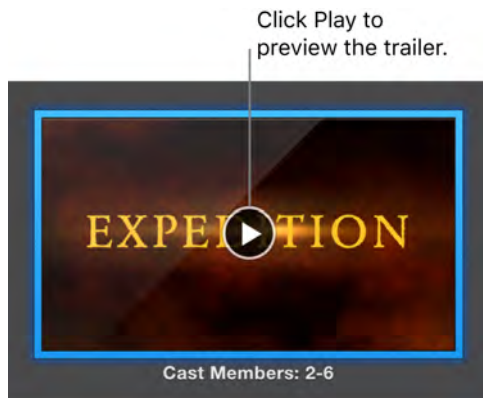 Click Play to
preview the trailer.
EXPEDITION
Cast Members: 2-6